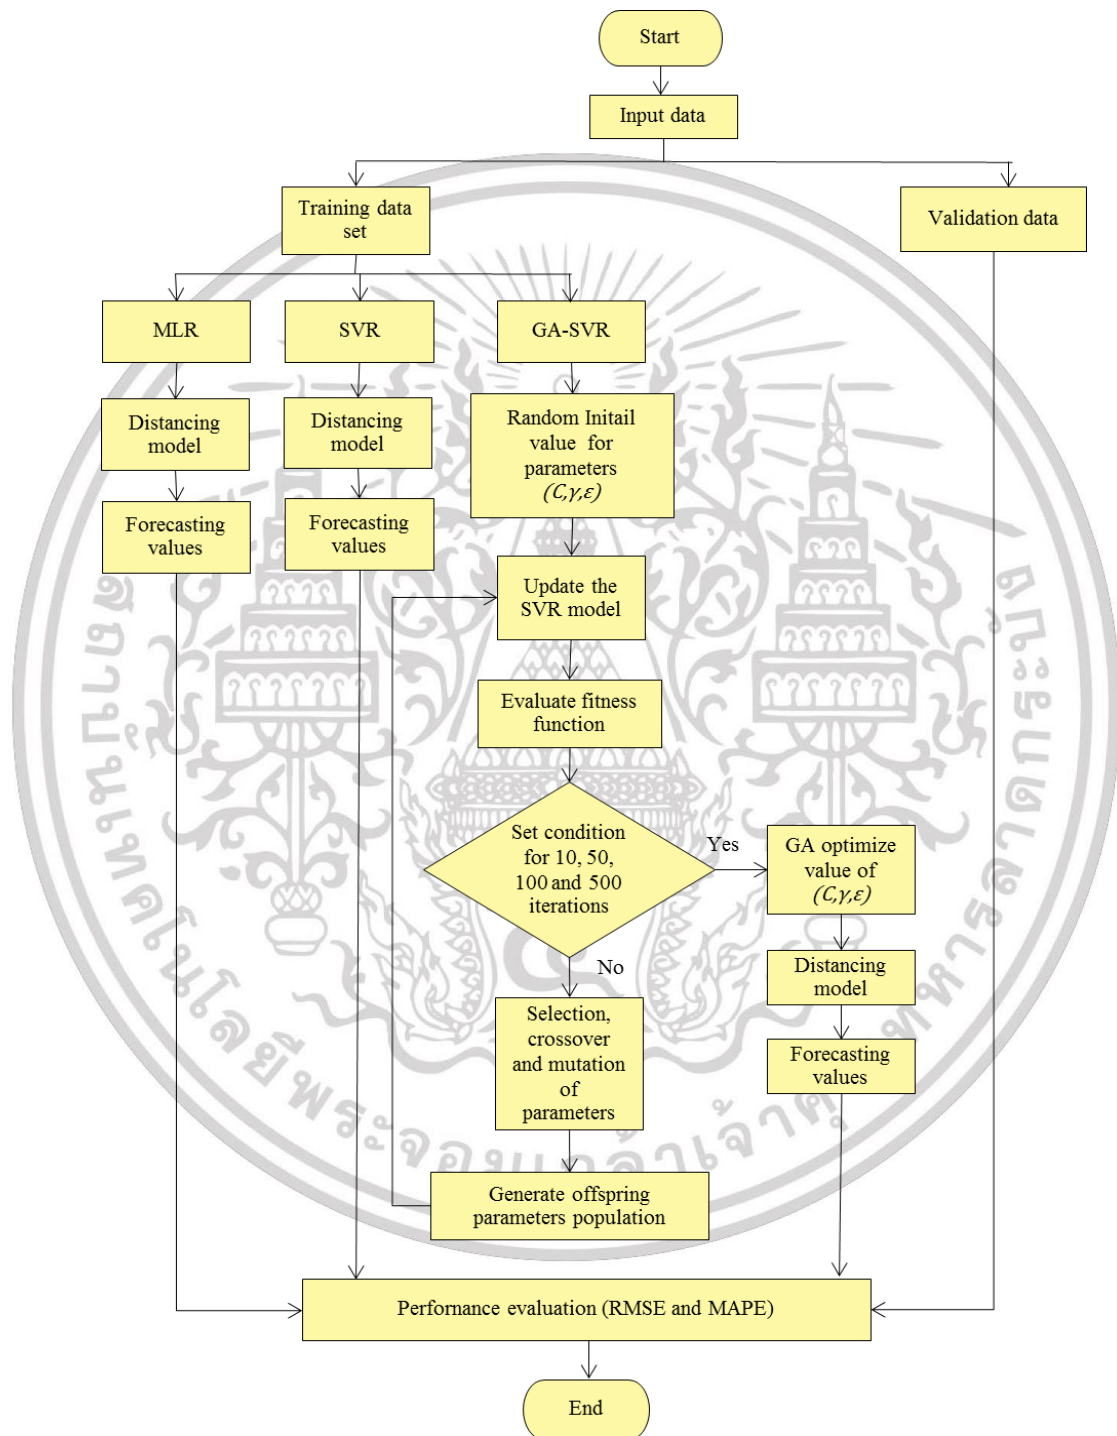 Start
Input data
Training data
set
Validation data
MLR
SVR
GA-SVR
Distancing
model
Distancing
model
Random Initail
value for
parameters
(C,γ,ε)
Forecasting
values
Forecasting
values
Update the
SVR model
Evaluate fitness
function
Set condition
for 10, 50,
100 and 500
iterations
Yes
GA optimize
value of
(C,γ,ε)
No
Distancing
model
Selection,
crossover
and mutation
of
parameters
Forecasting
values
Generate offspring
parameters population
Perfornance evaluation (RMSE and MAPE)
End